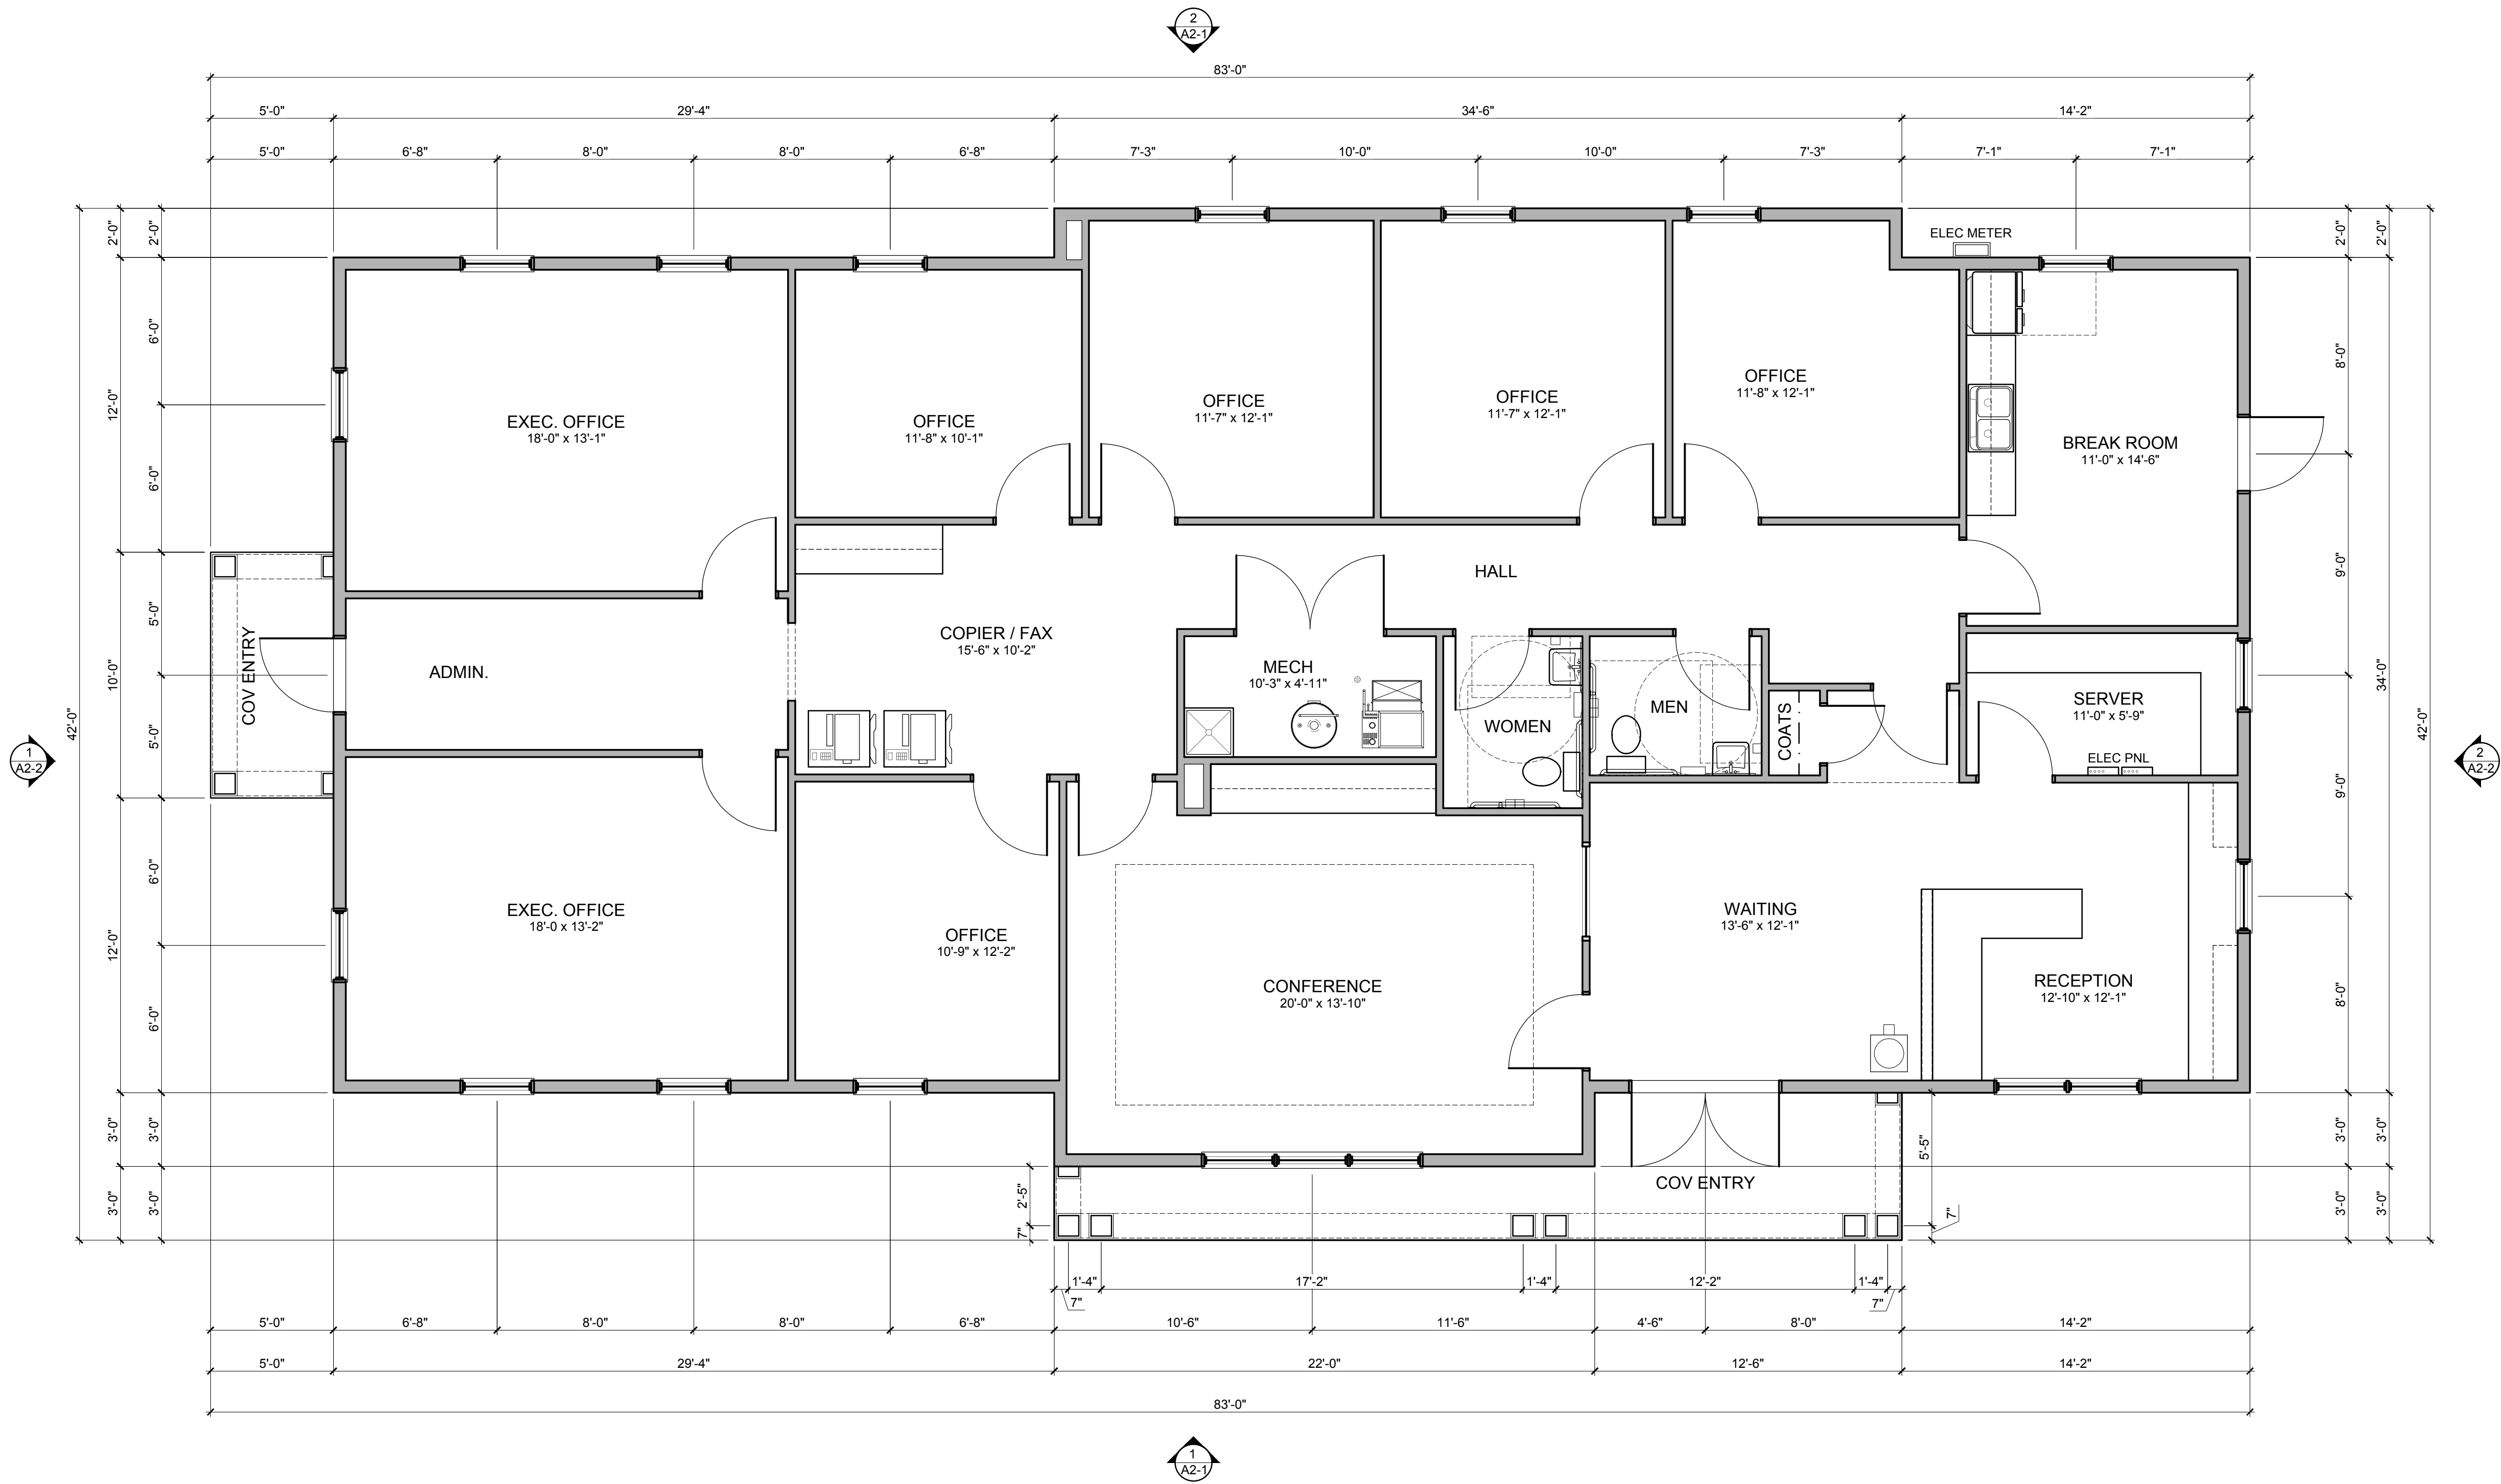 2
A2-1
83'-0"
5'-0"
29'-4"
34'-6"
14'-2"
5'-0"
6'-8"
8'-0"
8'-0"
6'-8"
7'-3"
10'-0"
10'-0"
7'-3"
7'-1"
7'-1"
2'-0"
2'-0"
2'-0"
2'-0"
ELEC METER
6'-0"
8'-0"
12'-0"
EXEC. OFFICE
18'-0" x 13'-1"
OFFICE
11'-8" x 10'-1"
OFFICE
11'-7" x 12'-1"
OFFICE
11'-7" x 12'-1"
OFFICE
11'-8" x 12'-1"
BREAK ROOM
11'-0" x 14'-6"
6'-0"
HALL
9'-0"
5'-0"
COV ENTRY
10'-0"
ADMIN.
COPIER / FAX
15'-6" x 10'-2"
MECH
10'-3" x 4'-11"
WOMEN
MEN
COATS
SERVER
11'-0" x 5'-9"
ELEC PNL
34'-0"
42'-0"
42'-0"
5'-0"
9'-0"
1
A2-2
2
A2-2
6'-0"
12'-0"
EXEC. OFFICE
18'-0 x 13'-2"
OFFICE
10'-9" x 12'-2"
CONFERENCE
20'-0" x 13'-10"
WAITING
13'-6" x 12'-1"
RECEPTION
12'-10" x 12'-1"
6'-0"
8'-0"
3'-0"
3'-0"
5'-5"
3'-0"
3'-0"
COV ENTRY
3'-0"
3'-0"
2'-5"
7"
7"
3'-0"
3'-0"
1'-4"
17'-2"
1'-4"
12'-2"
1'-4"
7"
7"
5'-0"
6'-8"
8'-0"
8'-0"
6'-8"
10'-6"
11'-6"
4'-6"
8'-0"
14'-2"
5'-0"
29'-4"
22'-0"
12'-6"
14'-2"
83'-0"
1
A2-1